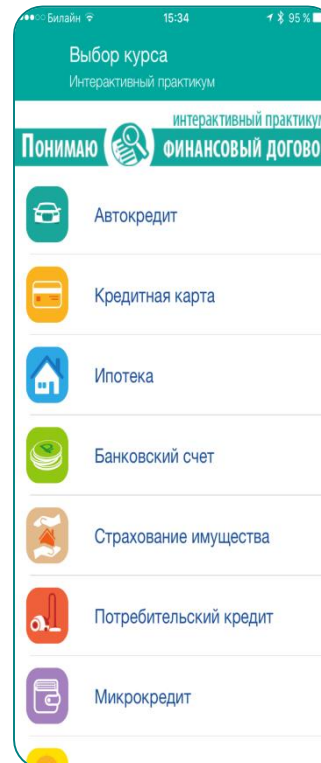 Билайн 15:34 95 %
Выбор курса
Интерактивный практикум
интерактивный практикум
Понимаю финансовый догово
Автокредит
Кредитная карта
Ипотека
Банковский счет
Страхование имущества
Потребительский кредит
Микрокредит